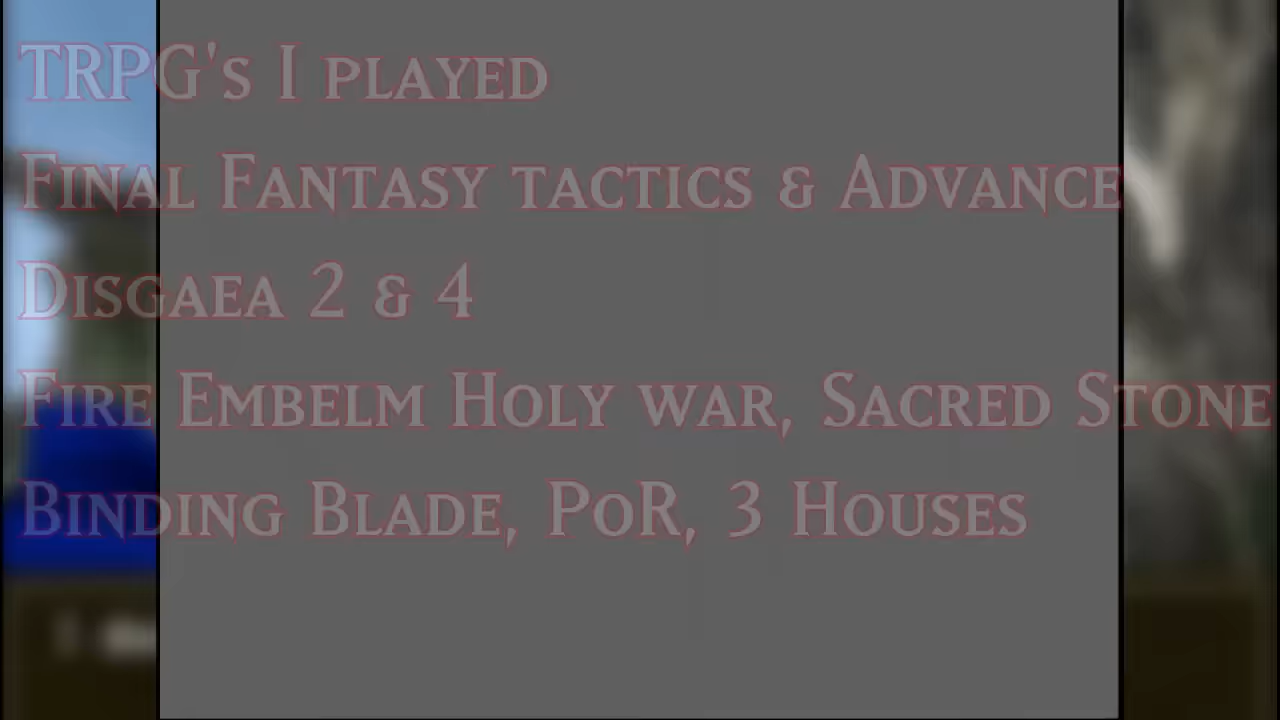 TRPG's I played
Final Fantasy tactics & Advance
Disgaea 2 & 4
Fire Embelm Holy war, Sacred Stone
Binding Blade, PoR, 3 Houses